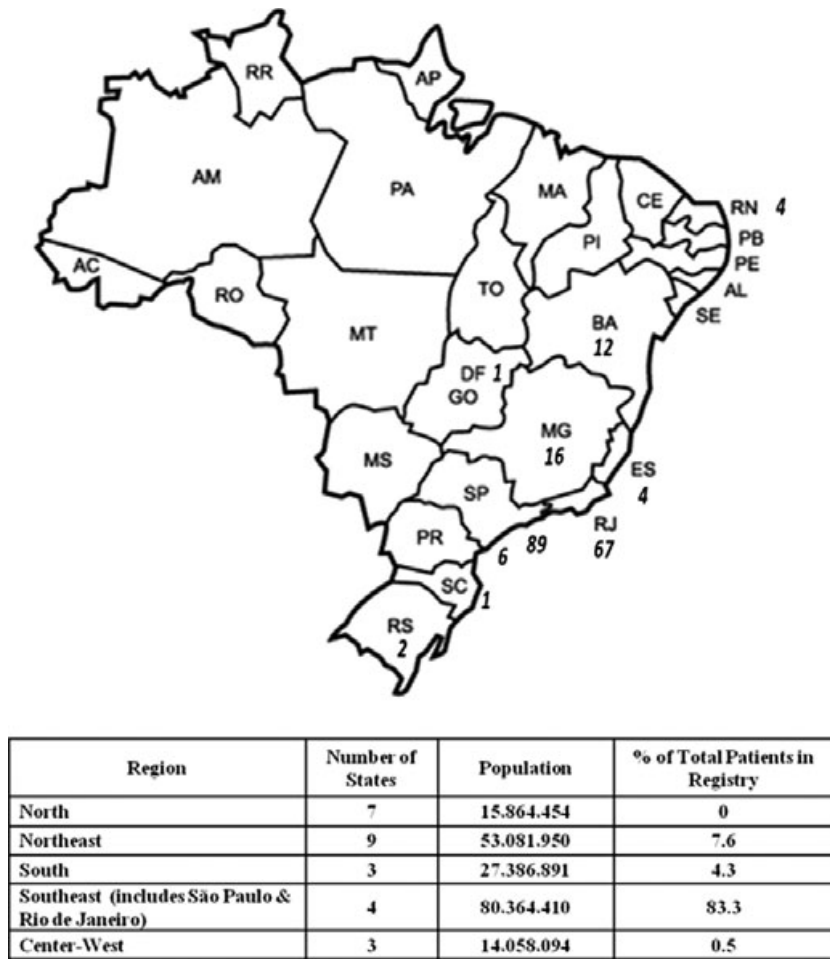 RR
AP
AM
PA
MA
CE
RN 4
PB
PI
PE
AC
AL
TO
RO
SE
BA
MT
12
DF 1
GO
MG
MS
16
ES
SP
4
RJ
PR
89
67
6
SC
1
RS
2
Region Number of States Population % of Total Patients in Registry
North 7 15.864.454 0
Northeast 9 53.081.950 7.6
South 3 27.386.891 4.3
Southeast (includes São Paulo & Rio de Janeiro) 4 80.364.410 83.3
Center-West 3 14.058.094 0.5